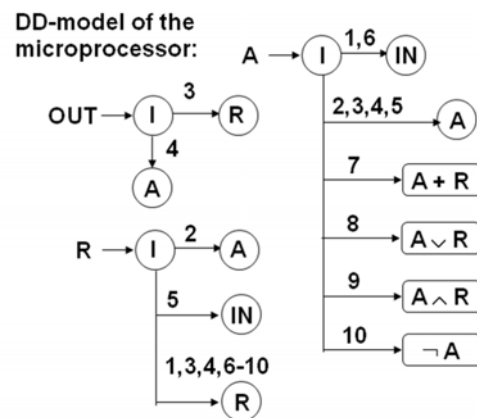 DD-model of the
microprocessor:
A I 1,6 IN
2,3,4,5 A
7 A + R
8 A ∨ R
9 A ∧ R
10 ¬ A
OUT I 3 R
4
A
R I 2 A
5 IN
1,3,4,6-10
R